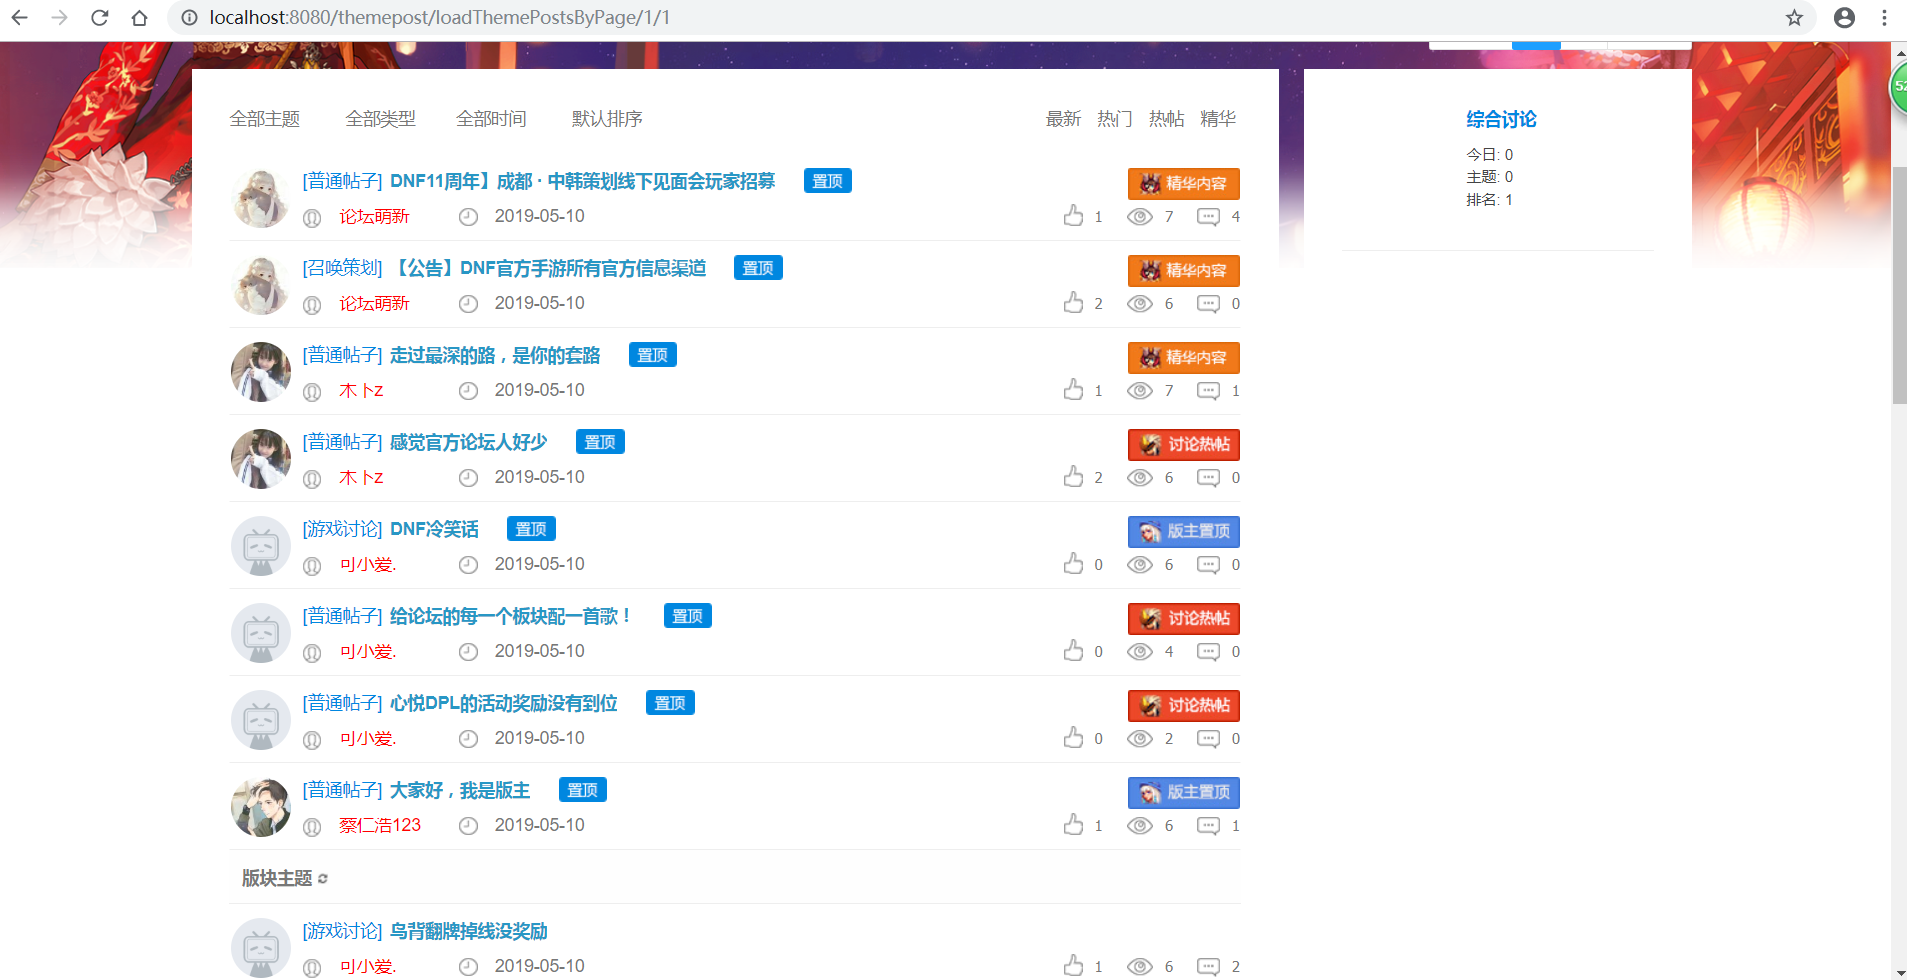 localhost:8080/themepost/loadThemePostsByPage/1/1
全部主题 全部类型 全部时间 默认排序 最新 热门 热帖 精华
[普通帖子] DNF11周年】成都 · 中韩策划线下见面会玩家招募 置顶 精华内容
论坛萌新 2019-05-10 1 7 4
[召唤策划] 【公告】DNF官方手游所有官方信息渠道 置顶 精华内容
论坛萌新 2019-05-10 2 6 0
[普通帖子] 走过最深的路，是你的套路 置顶 精华内容
木卜z 2019-05-10 1 7 1
[普通帖子] 感觉官方论坛人好少 置顶 讨论热帖
木卜z 2019-05-10 2 6 0
[游戏讨论] DNF冷笑话 置顶 版主置顶
可小爱. 2019-05-10 0 6 0
[普通帖子] 给论坛的每一个板块配一首歌！ 置顶 讨论热帖
可小爱. 2019-05-10 0 4 0
[普通帖子] 心悦DPL的活动奖励没有到位 置顶 讨论热帖
可小爱. 2019-05-10 0 2 0
[普通帖子] 大家好，我是版主 置顶 版主置顶
蔡仁浩123 2019-05-10 1 6 1
版块主题
[游戏讨论] 鸟背翻牌掉线没奖励
可小爱. 2019-05-10 1 6 2
综合讨论
今日: 0
主题: 0
排名: 1